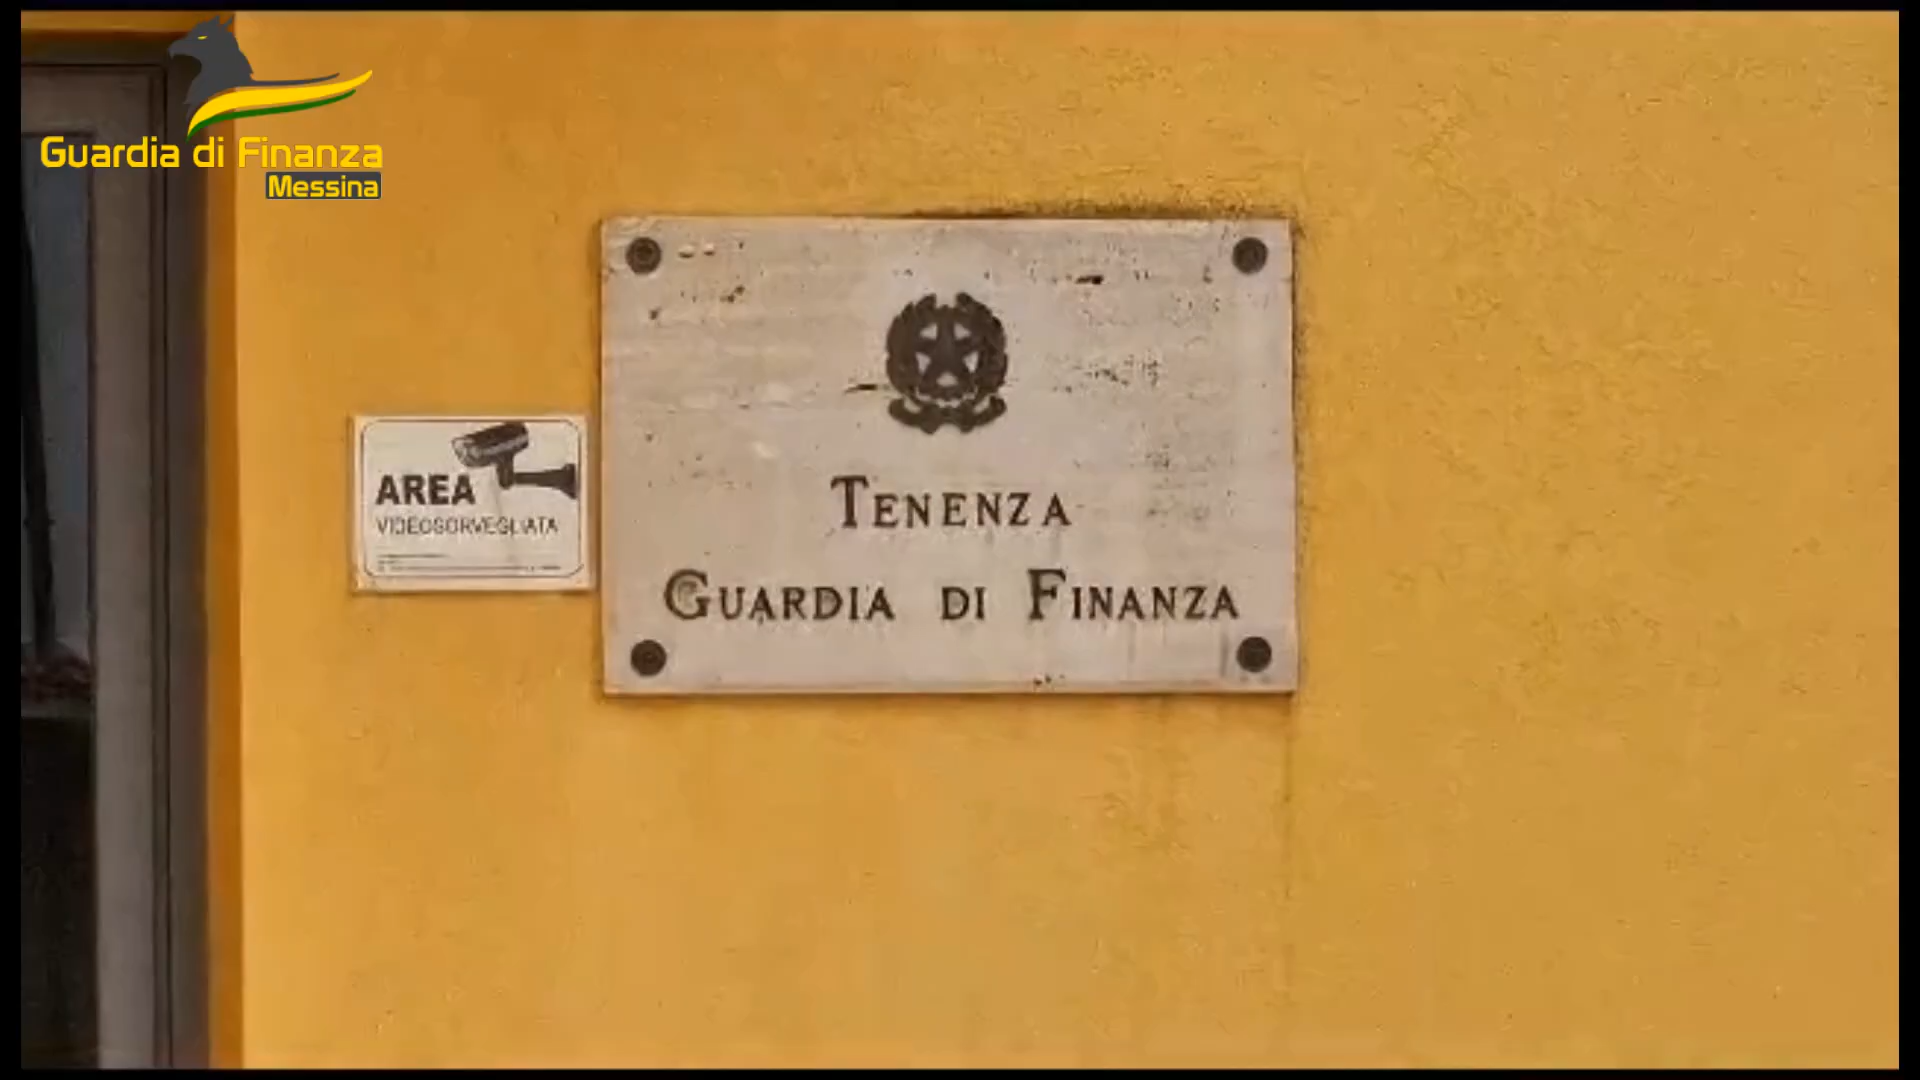 Guardia di Finanza
Messina
AREA
VIDEOSORVEGLIATA
TENENZA
GUARDIA DI FINANZA